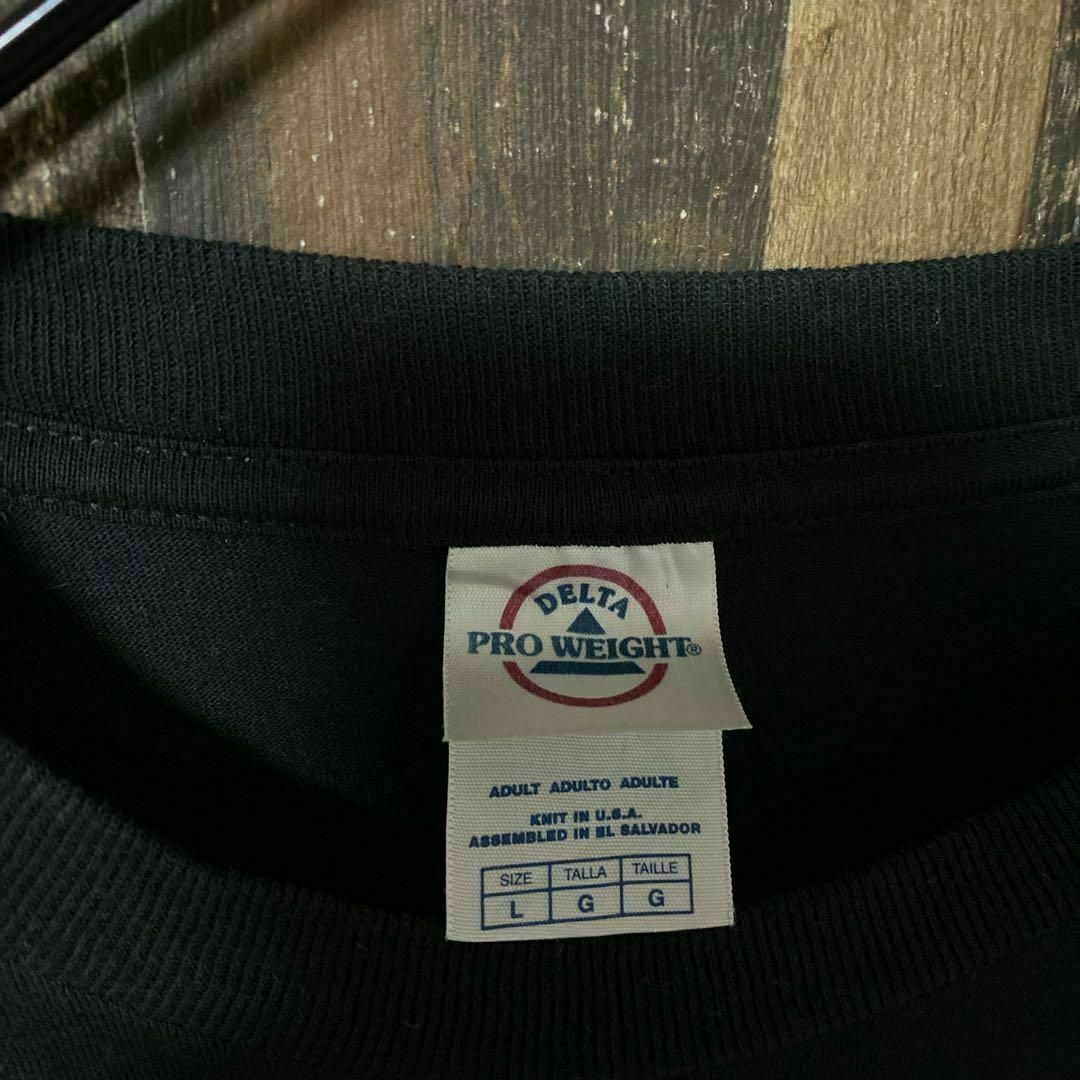 DELTA
PRO WEIGHT®
ADULT ADULTO ADULTE
KNIT IN U.S.A.
ASSEMBLED IN EL SALVADOR
SIZE TALLA TAILLE
L G G